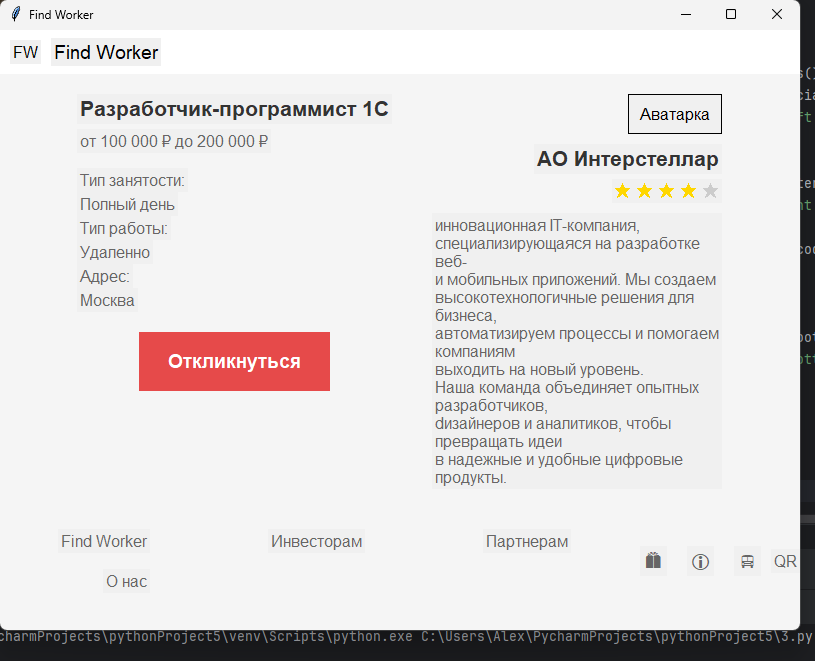 Find Worker
FW Find Worker
Разработчик-программист 1С
от 100 000 ₽ до 200 000 ₽
Тип занятости:
Полный день
Тип работы:
Удаленно
Адрес:
Москва
Откликнуться
Аватарка
АО Интерстеллар
инновационная IT-компания,
специализирующаяся на разработке
веб-
и мобильных приложений. Мы создаем
высокотехнологичные решения для
бизнеса,
автоматизируем процессы и помогаем
компаниям
выходить на новый уровень.
Наша команда объединяет опытных
разработчиков,
dизайнеров и аналитиков, чтобы
превращать идеи
в надежные и удобные цифровые
продукты.
Find Worker Инвесторам Партнерам
О нас
QR
charmProjects\pythonProject5\venv\Scripts\python.exe C:\Users\Alex\PycharmProjects\pythonProject5\3.py